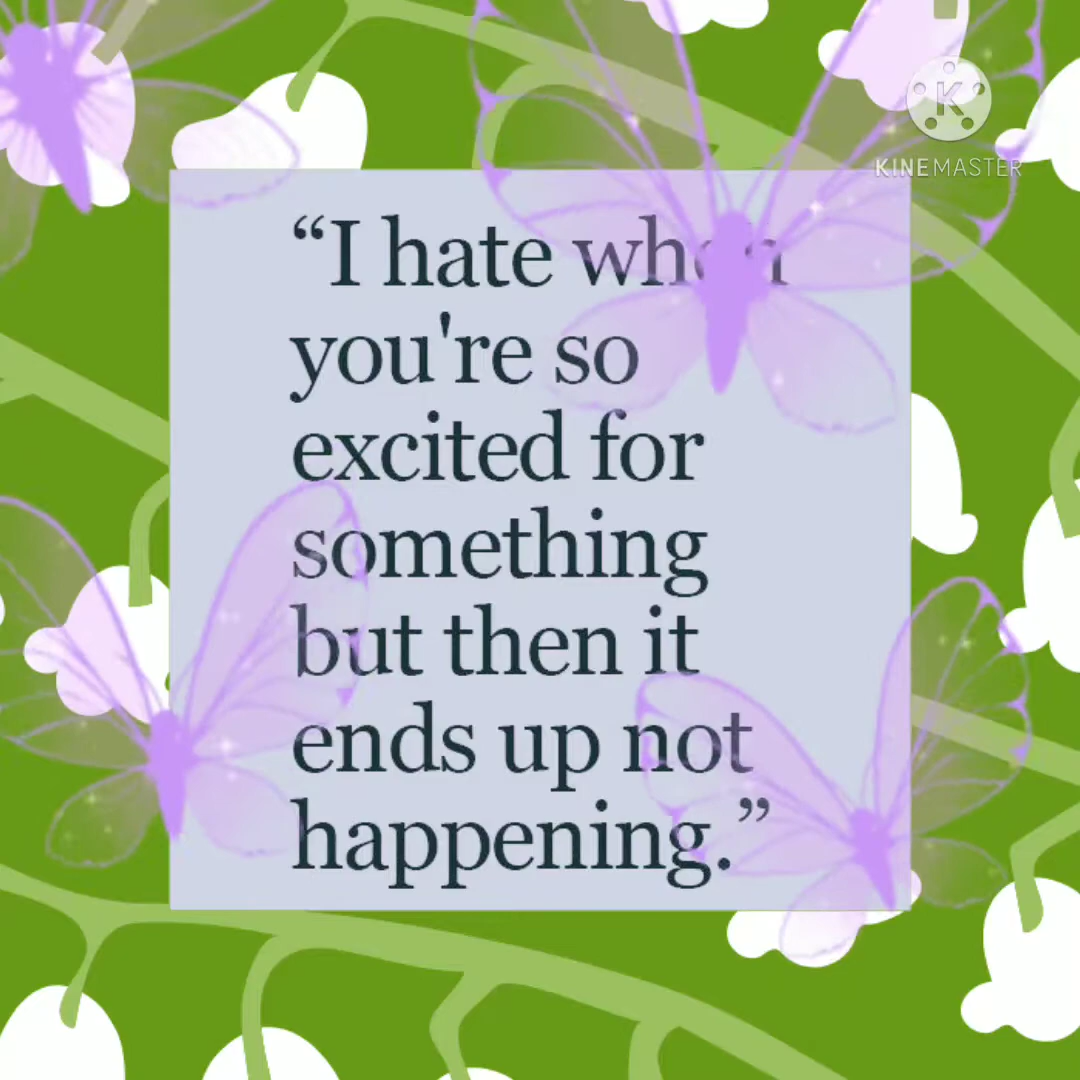 K
KINEMASTER
“I hate when
you're so
excited for
something
but then it
ends up not
happening.”